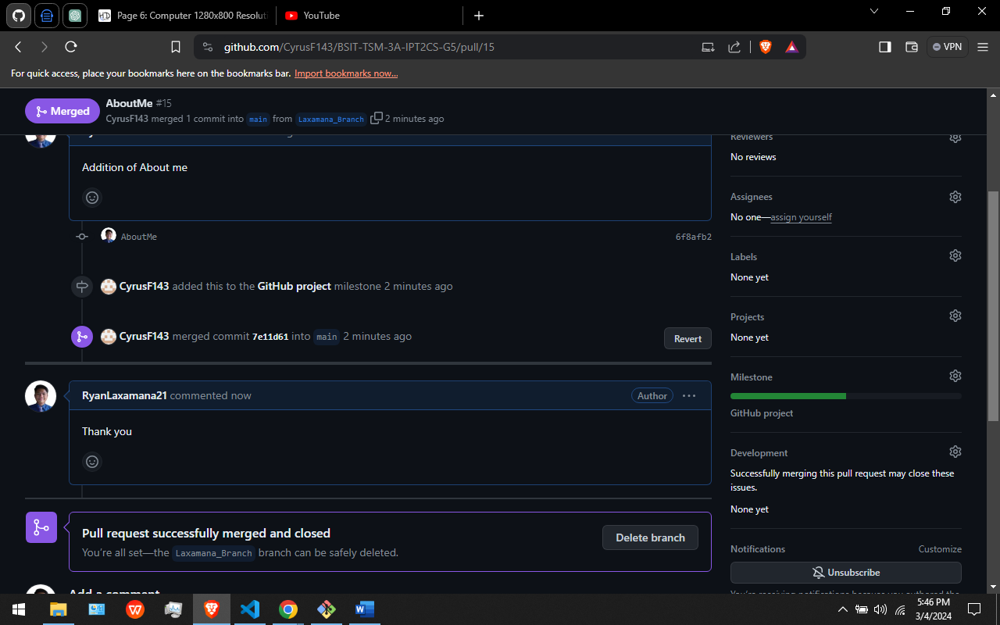 Page 6: Computer 1280x800 Resoluti
YouTube
github.com/CyrusF143/BSIT-TSM-3A-IPT2CS-G5/pull/15
VPN
For quick access, place your bookmarks here on the bookmarks bar. Import bookmarks now...
Merged
AboutMe #15
CyrusF143 merged 1 commit into main from Laxamana_Branch 2 minutes ago
Addition of About me
AboutMe
6f8afb2
CyrusF143 added this to the GitHub project milestone 2 minutes ago
CyrusF143 merged commit 7e11d61 into main 2 minutes ago
Revert
RyanLaxamana21 commented now
Author
Thank you
Pull request successfully merged and closed
You're all set—the Laxamana_Branch branch can be safely deleted.
Delete branch
Add a comment
Reviewers
No reviews
Assignees
No one—assign yourself
Labels
None yet
Projects
None yet
Milestone
GitHub project
Development
Successfully merging this pull request may close these
issues.
None yet
Notifications
Customize
Unsubscribe
You're receiving notifications because you authored the
5:46 PM
3/4/2024